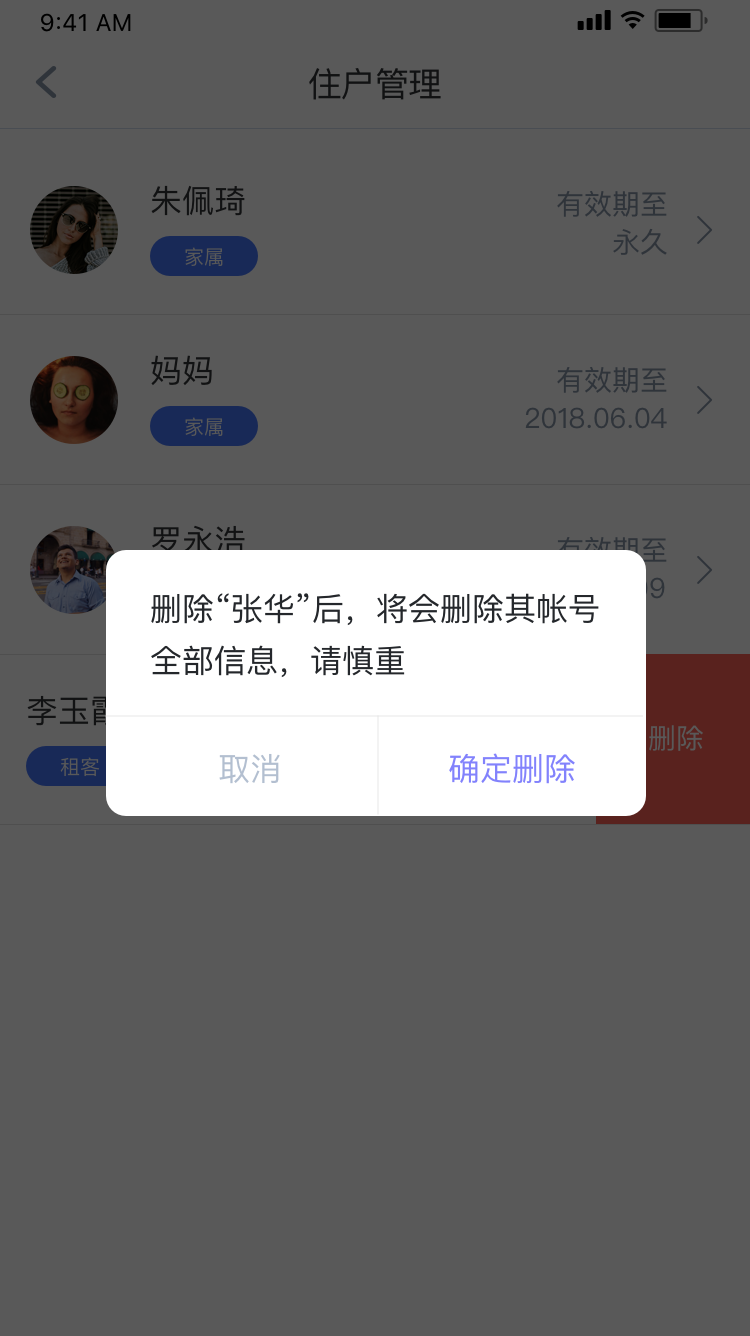 9:41 AM
住户管理
朱佩琦
家属
有效期至
永久
妈妈
家属
有效期至
2018.06.04
罗永浩
有效期至
删除“张华”后，将会删除其帐号
全部信息，请慎重
取消
确定删除
李玉霞
租客
删除